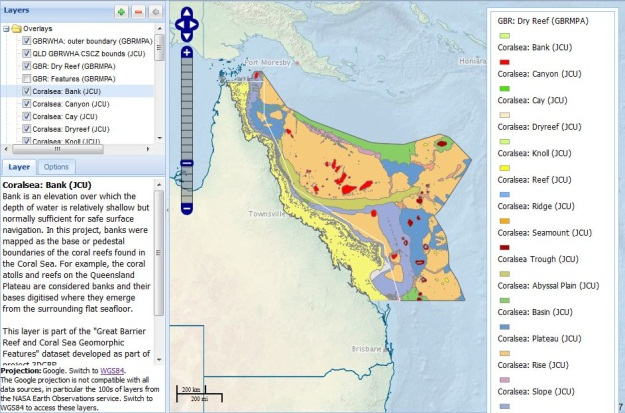 Layers
Overlays
GBRWHA: outer boundary (GBRMPA)
QLD GBRWHA CSCZ bounds (JCU)
GBR: Dry Reef (GBRMPA)
GBR: Features (GBRMPA)
Coralsea: Bank (JCU)
Coralsea: Canyon (JCU)
Coralsea: Cay (JCU)
Coralsea: Dryreef (JCU)
Coralsea: Knoll (JCU)
Layer
Options
Coralsea: Bank (JCU)
Bank is an elevation over which the
depth of water is relatively shallow but
normally sufficient for safe surface
navigation. In this project, banks were
mapped as the base or pedestal
boundaries of the coral reefs found in
the Coral Sea. For example, the coral
atolls and reefs on the Queensland
Plateau are considered banks and their
bases digitised where they emerge
from the surrounding flat seafloor.
This layer is part of the "Great Barrier
Reef and Coral Sea Geomorphic
Features" dataset developed as part of
project 3DGBR
Projection: Google. Switch to WGS84.
The Google projection is not compatible with all
data sources, in particular the 100s of layers from
the NASA Earth Observations service. Switch to
WGS84 to access these layers.
Port Moresby
Honiara
Townsville
Brisbane
200 km
200 mi
GBR: Dry Reef (GBRMPA)
Coralsea: Bank (JCU)
Coralsea: Canyon (JCU)
Coralsea: Cay (JCU)
Coralsea: Dryreef (JCU)
Coralsea: Knoll (JCU)
Coralsea: Reef (JCU)
Coralsea: Ridge (JCU)
Coralsea: Seamount (JCU)
Coralsea Trough (JCU)
Coralsea: Abyssal Plain (JCU)
Coralsea: Basin (JCU)
Coralsea: Plateau (JCU)
Coralsea: Rise (JCU)
Coralsea: Slope (JCU)
7